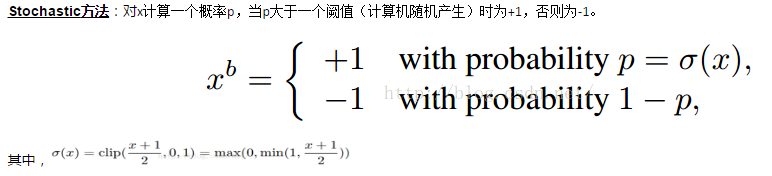 Stochastic方法：对x计算一个概率p，当p大于一个阈值（计算机随机产生）时为+1，否则为-1。
x^b = { +1 with probability p = σ(x),
−1 with probability 1 − p,
其中，σ(x) = clip((x+1)/2, 0, 1) = max(0, min(1, (x+1)/2))